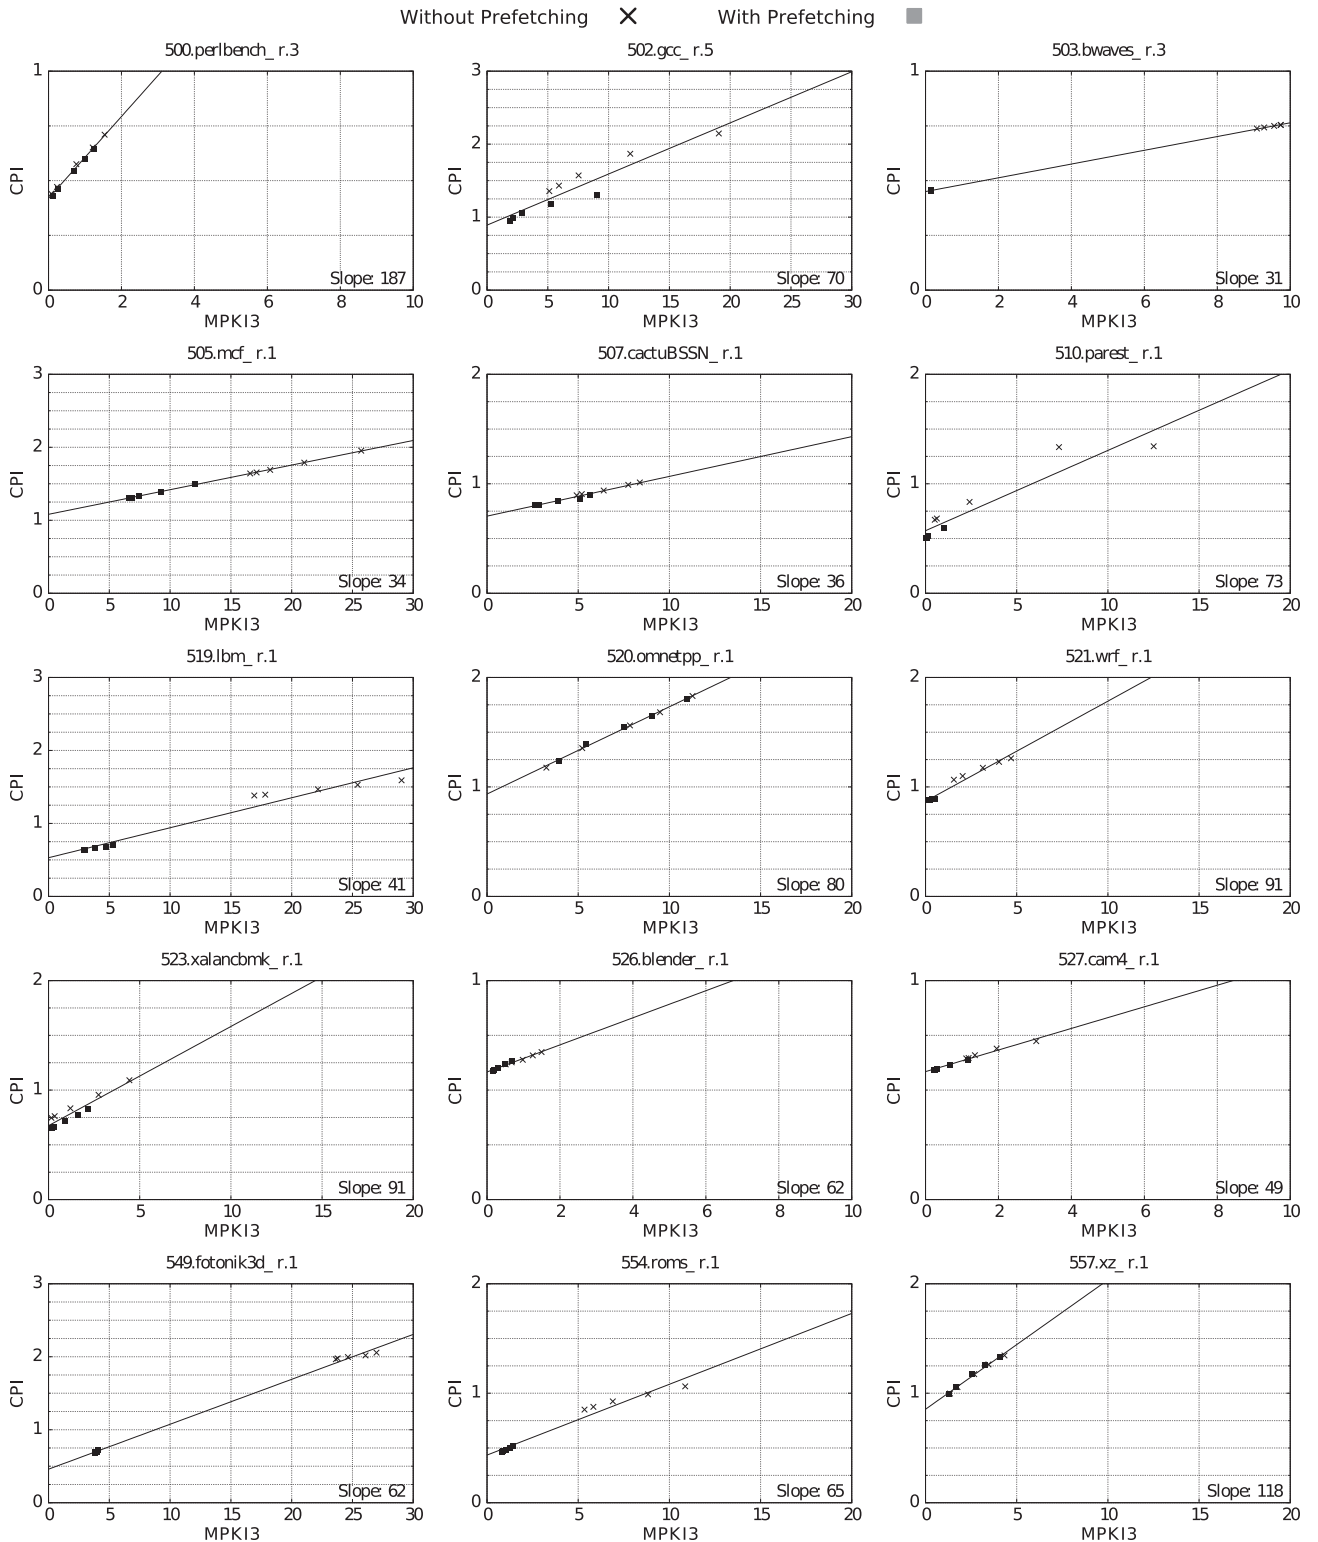 Without Prefetching With Prefetching
500.perlbench_r.3
CPI
1
0
0 2 4 6 8 10
Slope: 187
MPKI3
502.gcc_r.5
CPI
3
2
1
0
0 5 10 15 20 25 30
Slope: 70
MPKI3
503.bwaves_r.3
CPI
1
0
0 2 4 6 8 10
Slope: 31
MPKI3
505.mcf_r.1
CPI
3
2
1
0
0 5 10 15 20 25 30
Slope: 34
MPKI3
507.cactuBSSN_r.1
CPI
2
1
0
0 5 10 15 20
Slope: 36
MPKI3
510.parest_r.1
CPI
2
1
0
0 5 10 15 20
Slope: 73
MPKI3
519.lbm_r.1
CPI
3
2
1
0
0 5 10 15 20 25 30
Slope: 41
MPKI3
520.omnetpp_r.1
CPI
2
1
0
0 5 10 15 20
Slope: 80
MPKI3
521.wrf_r.1
CPI
2
1
0
0 5 10 15 20
Slope: 91
MPKI3
523.xalancbmk_r.1
CPI
2
1
0
0 5 10 15 20
Slope: 91
MPKI3
526.blender_r.1
CPI
1
0
0 2 4 6 8 10
Slope: 62
MPKI3
527.cam4_r.1
CPI
1
0
0 2 4 6 8 10
Slope: 49
MPKI3
549.fotonik3d_r.1
CPI
3
2
1
0
0 5 10 15 20 25 30
Slope: 62
MPKI3
554.roms_r.1
CPI
2
1
0
0 5 10 15 20
Slope: 65
MPKI3
557.xz_r.1
CPI
2
1
0
0 5 10 15 20
Slope: 118
MPKI3